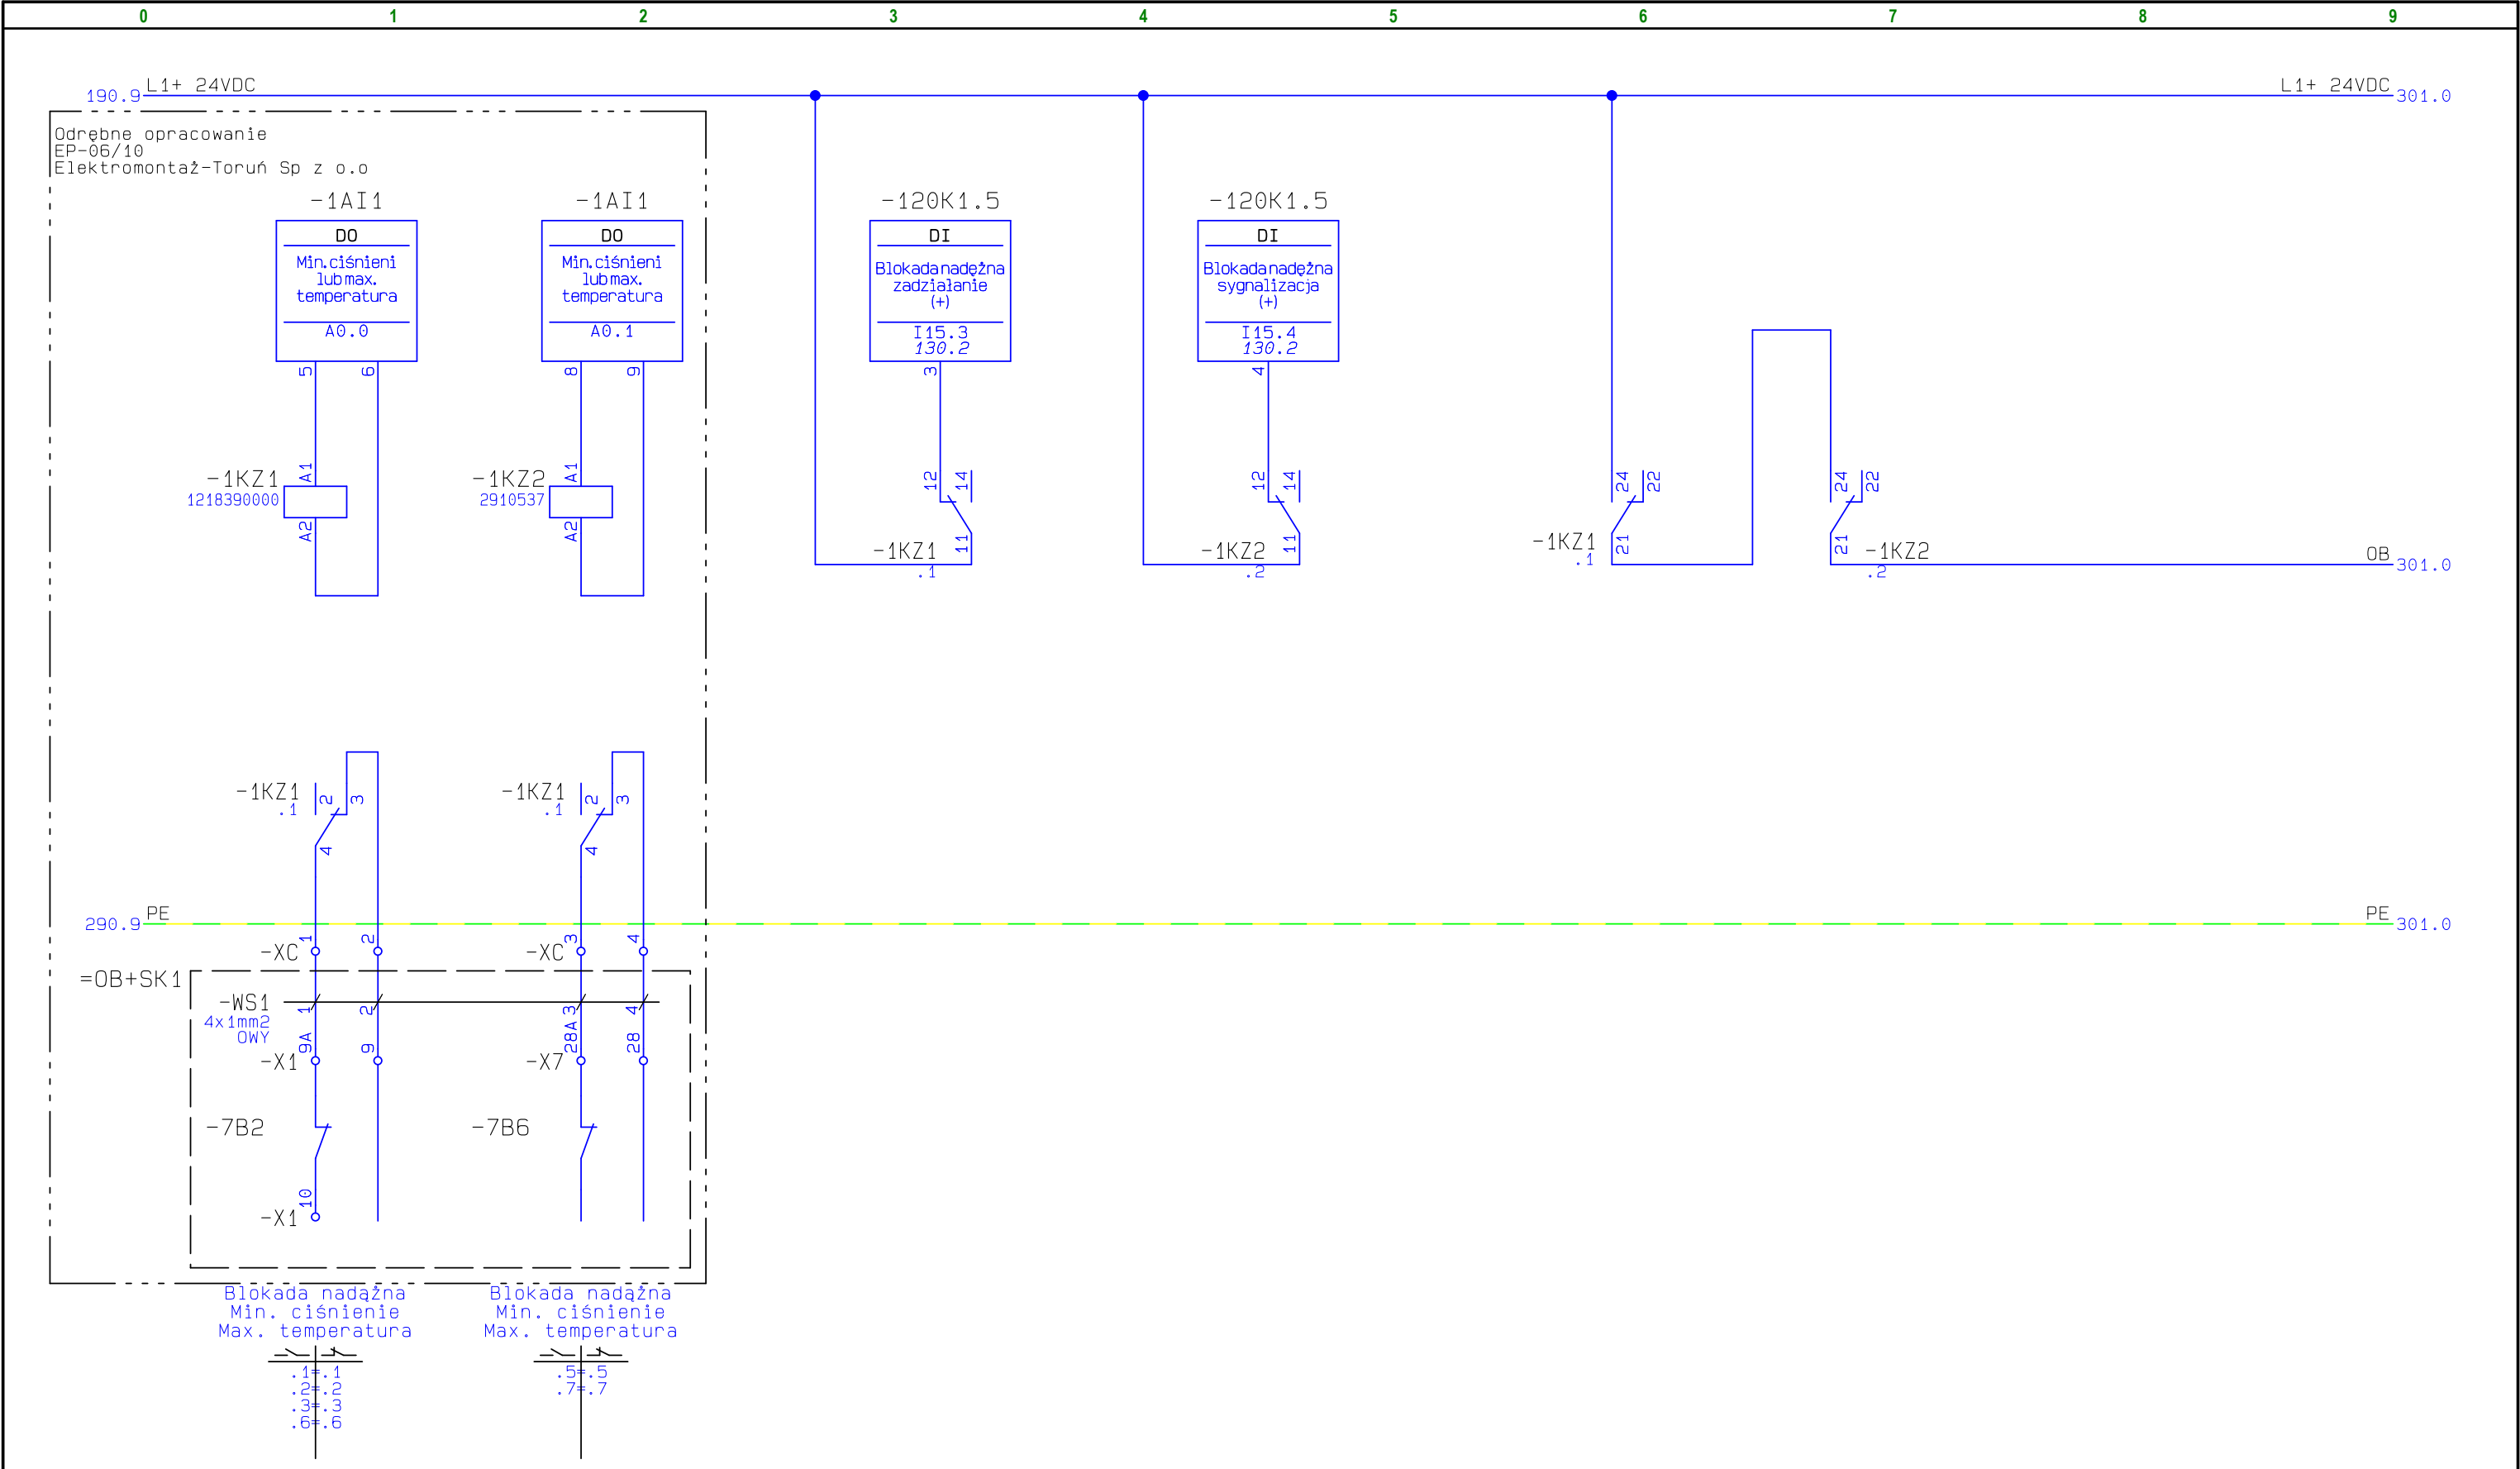 0 1 2 3 4 5 6 7 8 9
190.9 L1+ 24VDC
L1+ 24VDC 301.0
Odrębne opracowanie
EP-06/10
Elektromontaż-Toruń Sp z o.o
-1AI1
DO
Min.ciśnieni
lub max.
temperatura
A0.0
5 6
-1AI1
DO
Min.ciśnieni
lub max.
temperatura
A0.1
8 9
-120K1.5
DI
Blokada nadężna
zadziałanie
(+)
I15.3
130.2
3
-120K1.5
DI
Blokada nadężna
sygnalizacja
(+)
I15.4
130.2
4
-1KZ1
1218390000
A1
A2
-1KZ2
2910537
A1
A2
12 14
11
-1KZ1
.1
12 14
11
-1KZ2
.2
24 22
21
-1KZ1
.1
24 22
21
-1KZ2
.2
OB 301.0
-1KZ1
.1
2 3
4
-1KZ1
.1
2 3
4
290.9 PE
PE 301.0
-XC 1 2
-XC 3 4
=OB+SK1
-WS1
4x1mm2
OWY
1 2 3 4
9A 9 28A 28
-X1
-X7
-7B2
-7B6
10
-X1
Blokada nadążna
Min. ciśnienie
Max. temperatura
.1=.1
.2=.2
.3=.3
.6=.6
Blokada nadążna
Min. ciśnienie
Max. temperatura
.5=.5
.7=.7